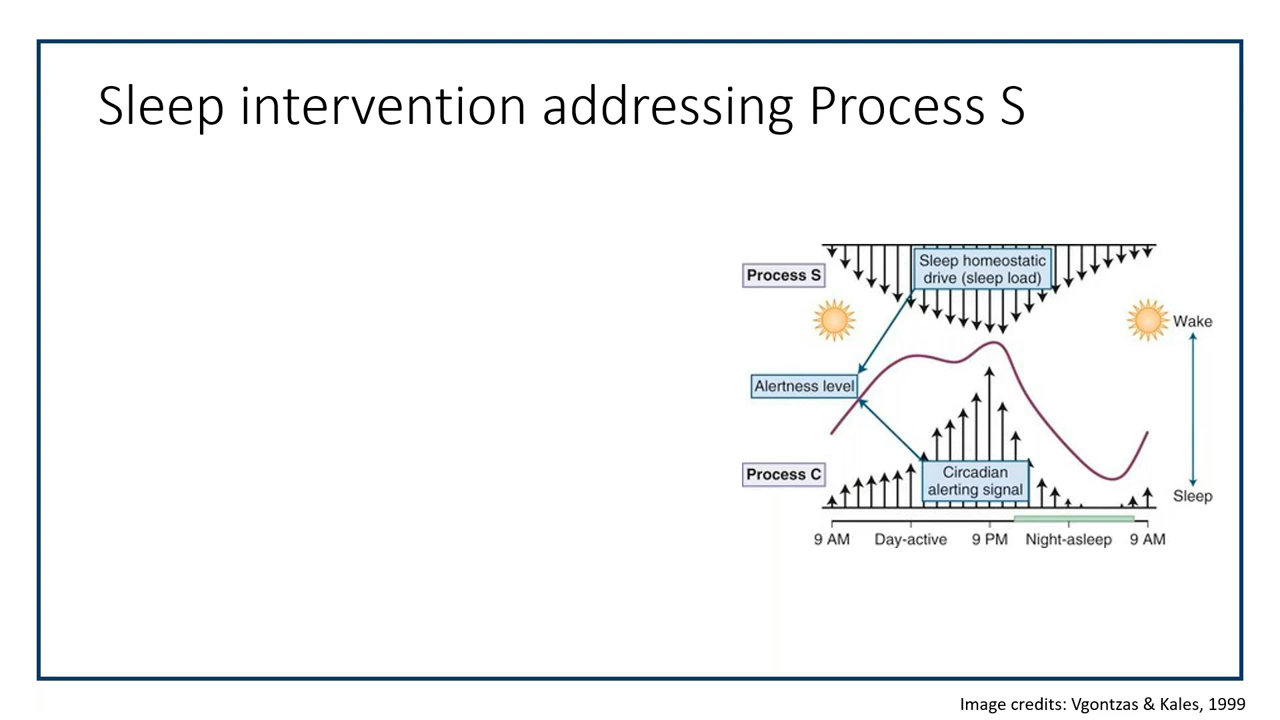 Sleep intervention addressing Process S
Process S
Sleep homeostatic
drive (sleep load)
Wake
Alertness level
Process C
Circadian
alerting signal
Sleep
9 AM
Day-active
9 PM
Night-asleep
9 AM
Image credits: Vgontzas & Kales, 1999